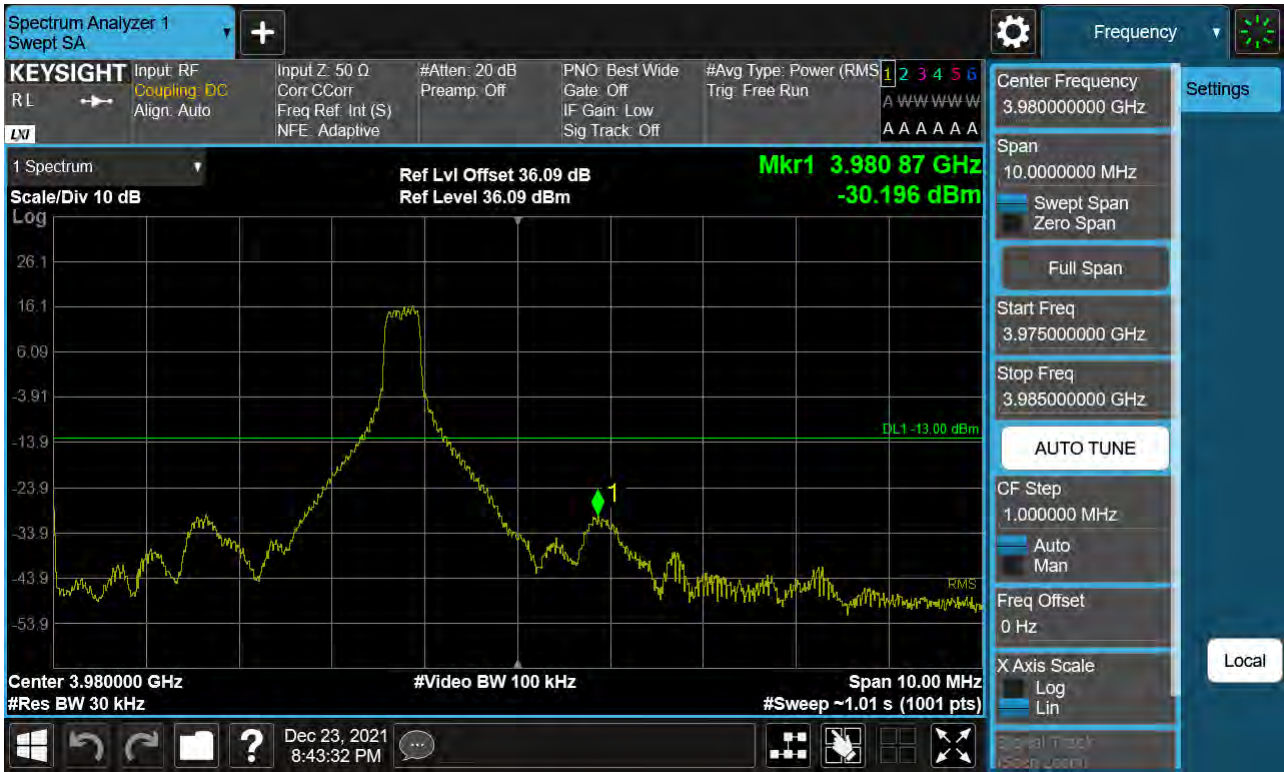 Spectrum Analyzer 1
Swept SA
Frequency
KEYSIGHT
RL
LXI
Input: RF
Coupling: DC
Align: Auto
Input Z: 50 Ω
Corr CCorr
Freq Ref: Int (S)
NFE: Adaptive
#Atten: 20 dB
Preamp: Off
PNO: Best Wide
Gate: Off
IF Gain: Low
Sig Track: Off
#Avg Type: Power (RMS
Trig: Free Run
1 2 3 4 5 6
A W W W W W
A A A A A A
1 Spectrum
Scale/Div 10 dB
Log
Ref Lvl Offset 36.09 dB
Ref Level 36.09 dBm
Mkr1 3.980 87 GHz
-30.196 dBm
26.1
16.1
6.09
-3.91
-13.9
-23.9
-33.9
-43.9
-53.9
DL1 -13.00 dBm
1
RMS
Center 3.980000 GHz
#Res BW 30 kHz
#Video BW 100 kHz
Span 10.00 MHz
#Sweep ~1.01 s (1001 pts)
Center Frequency
3.980000000 GHz
Settings
Span
10.0000000 MHz
Swept Span
Zero Span
Full Span
Start Freq
3.975000000 GHz
Stop Freq
3.985000000 GHz
AUTO TUNE
CF Step
1.000000 MHz
Auto
Man
Freq Offset
0 Hz
X Axis Scale
Log
Lin
Local
Signal Track
(Span Zoom)
?
Dec 23, 2021
8:43:32 PM